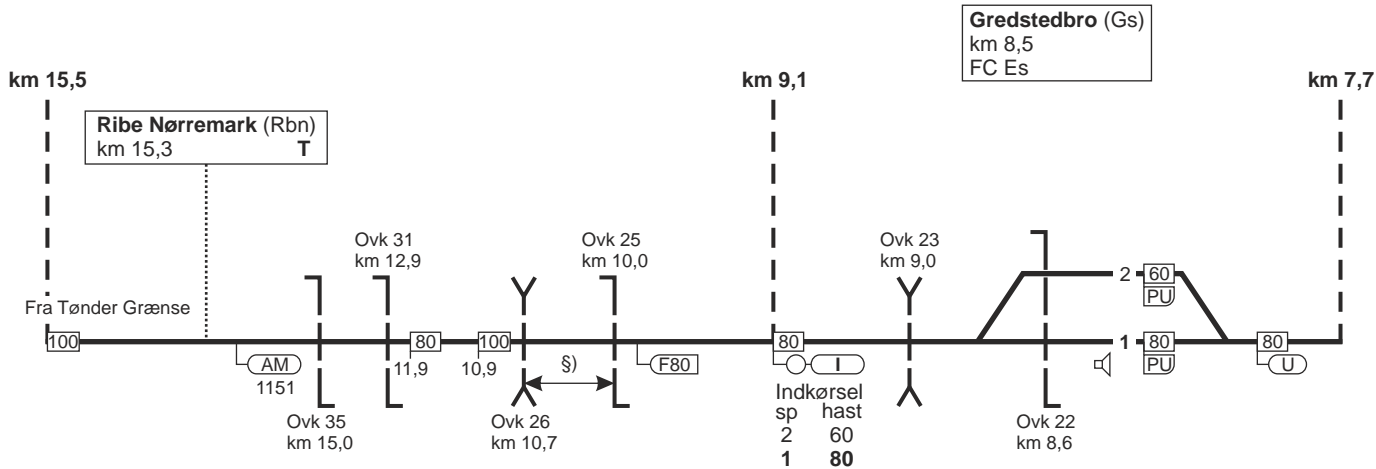 Gredstedbro (Gs)
km 8,5
FC Es
km 15,5
km 9,1
km 7,7
Ribe Nørremark (Rbn)
km 15,3 T
Ovk 31
km 12,9
Ovk 25
km 10,0
Ovk 23
km 9,0
2 60
PU
Fra Tønder Grænse
100
80
100
80
1 80
PU
80
AM
1151
11,9
10,9
§)
F80
I
U
Indkørsel
sp hast
2 60
1 80
Ovk 35
km 15,0
Ovk 26
km 10,7
Ovk 22
km 8,6